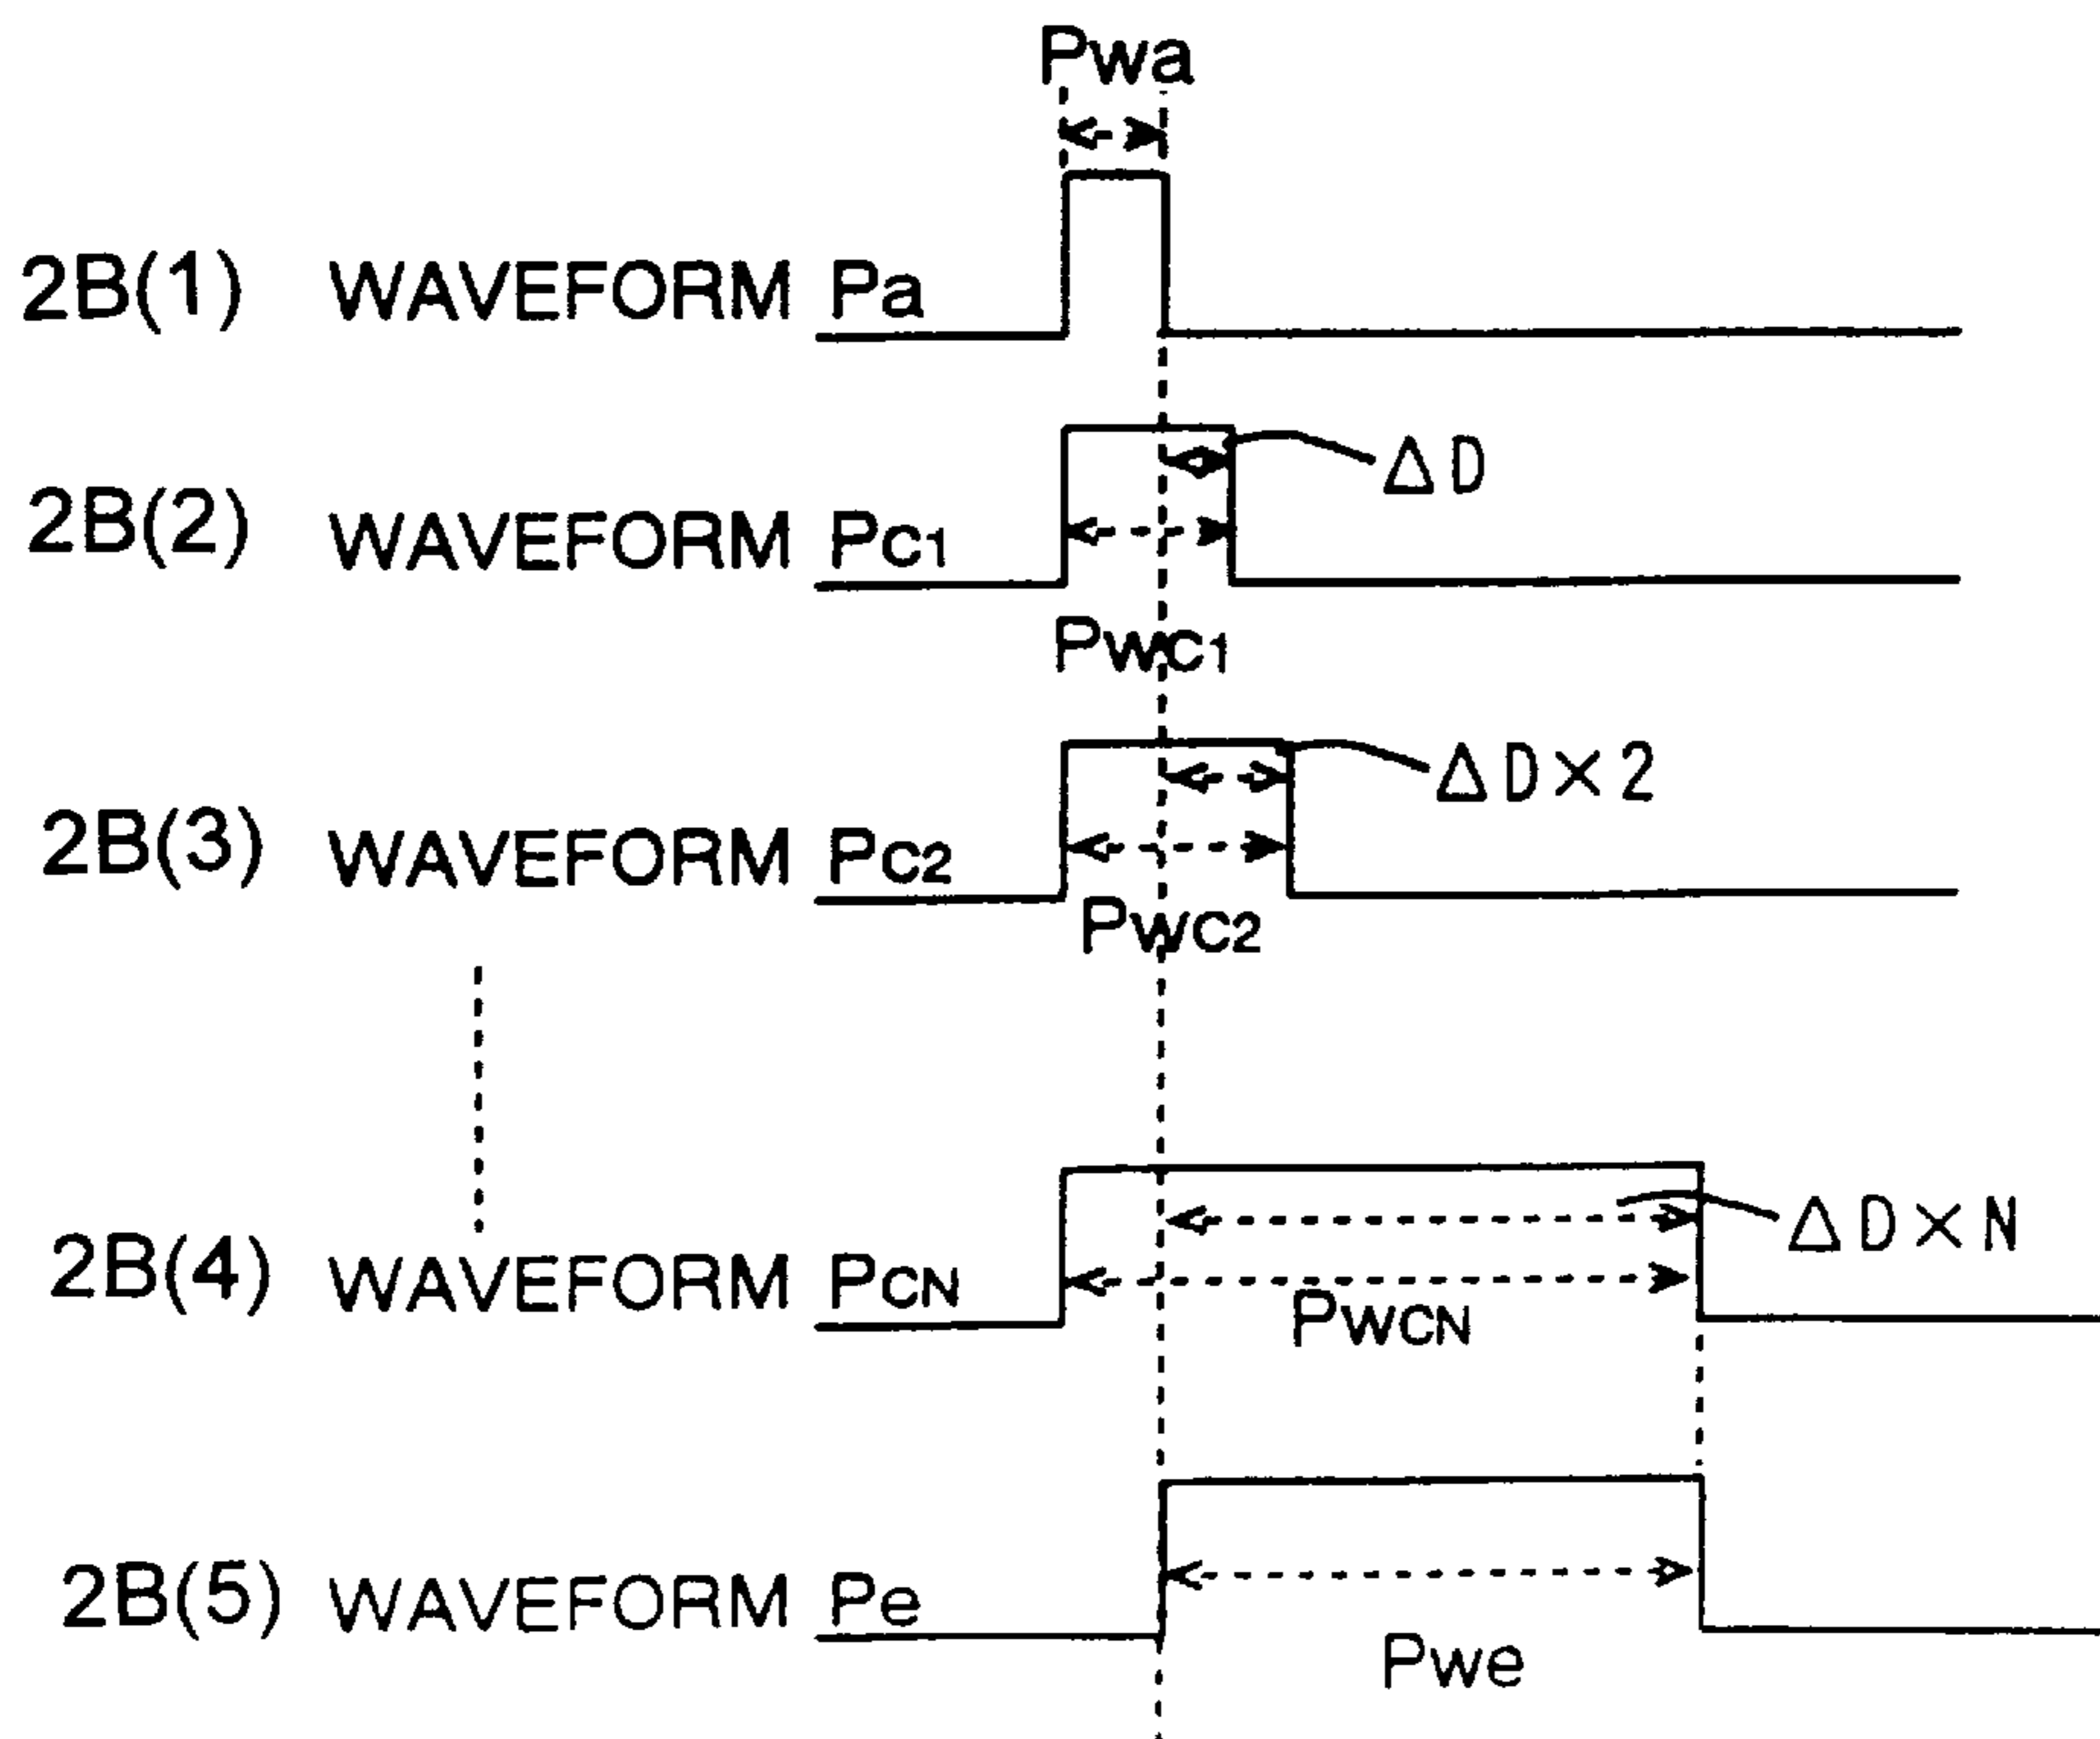 Pwa
2B(1) WAVEFORM Pa
ΔD
2B(2) WAVEFORM PC1
PWC1
ΔD×2
2B(3) WAVEFORM PC2
PWC2
ΔD×N
2B(4) WAVEFORM PCN
PWCN
2B(5) WAVEFORM Pe
Pwe